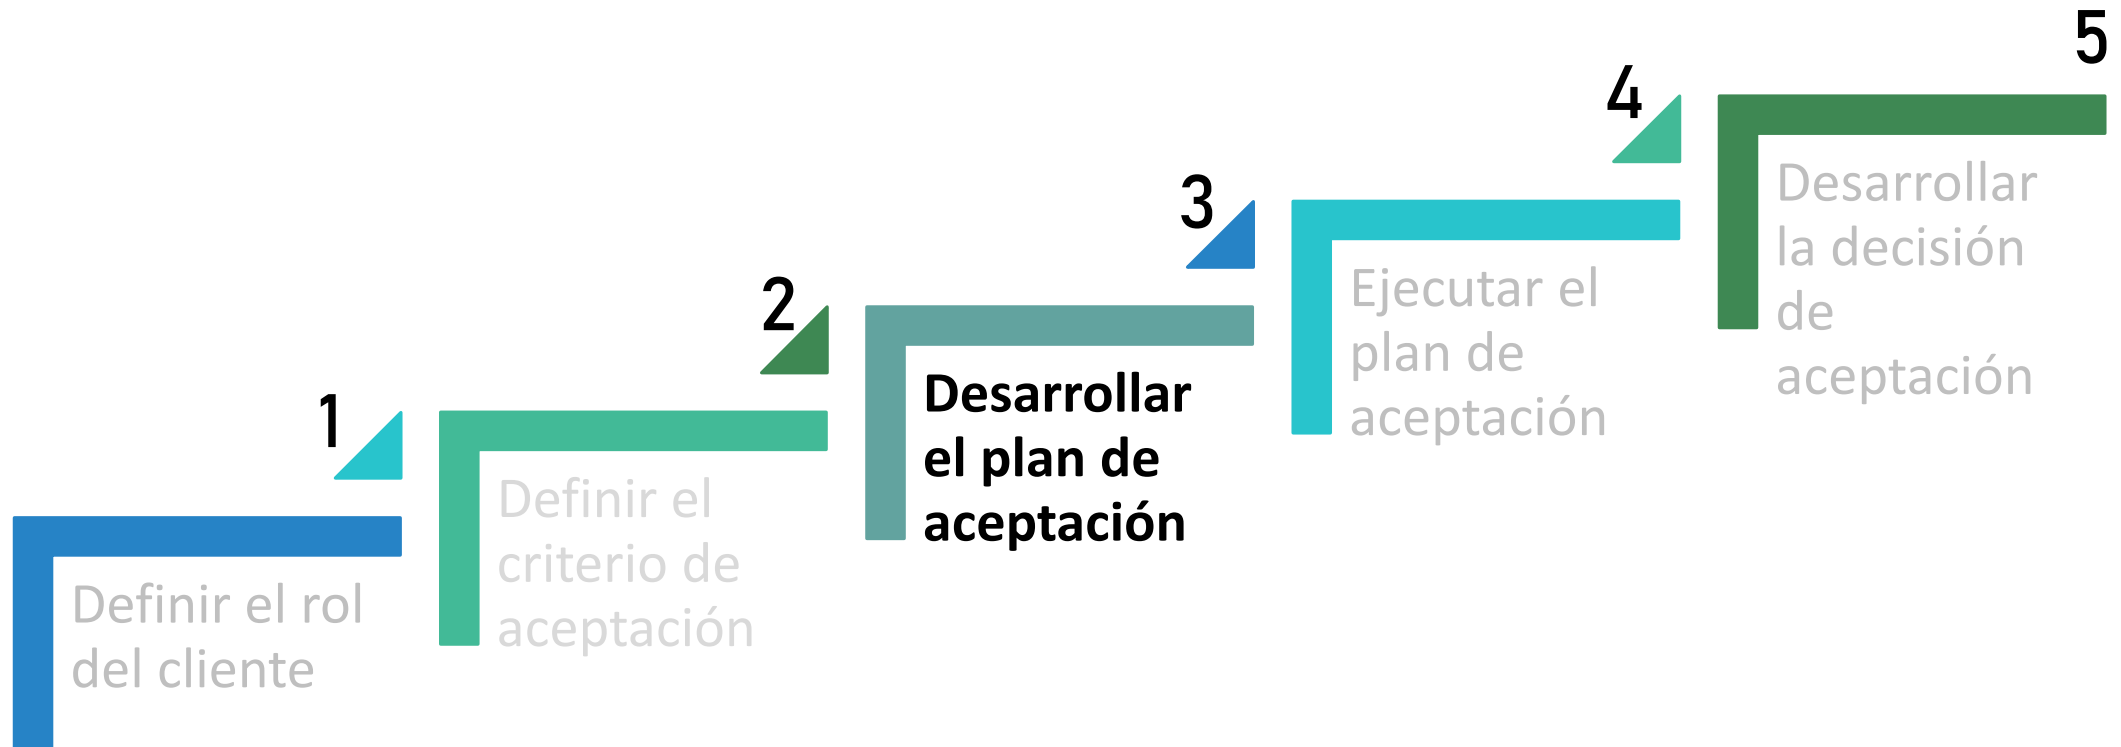 1
Definir el rol
del cliente
2
Definir el
criterio de
aceptación
3
Desarrollar
el plan de
aceptación
4
Ejecutar el
plan de
aceptación
5
Desarrollar
la decisión
de
aceptación